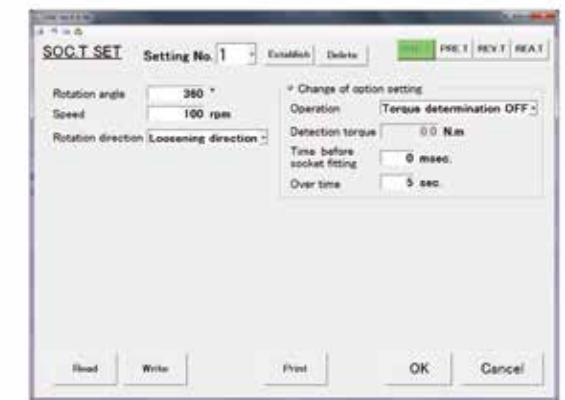 SOC.T SET Setting No. 1 Establish Delete PRE.T REV.T REA.T
Rotation angle 360 °
Speed 100 rpm
Rotation direction Loosening direction
Change of option setting
Operation Torque determination OFF
Detection torque 0.0 N.m
Time before
socket fitting 0 msec.
Over time 5 sec.
Read Write Print OK Cancel